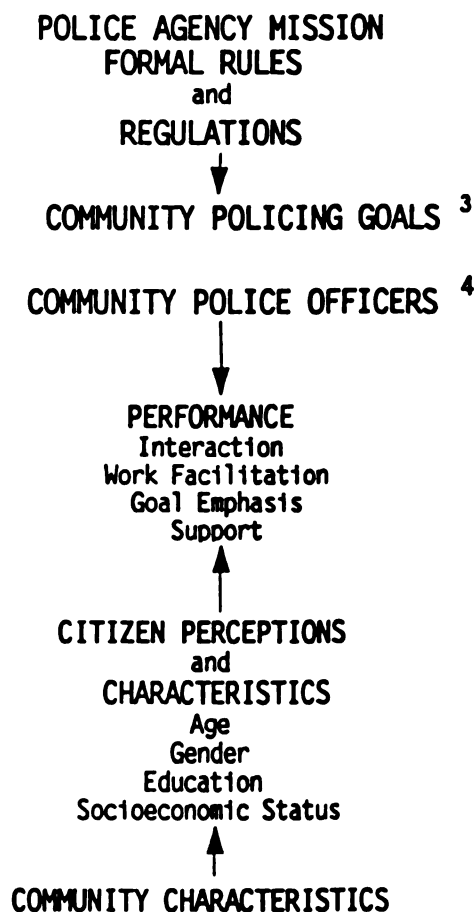 POLICE AGENCY MISSION
FORMAL RULES
and
REGULATIONS
COMMUNITY POLICING GOALS 3
COMMUNITY POLICE OFFICERS 4
PERFORMANCE
Interaction
Work Facilitation
Goal Emphasis
Support
CITIZEN PERCEPTIONS
and
CHARACTERISTICS
Age
Gender
Education
Socioeconomic Status
COMMUNITY CHARACTERISTICS